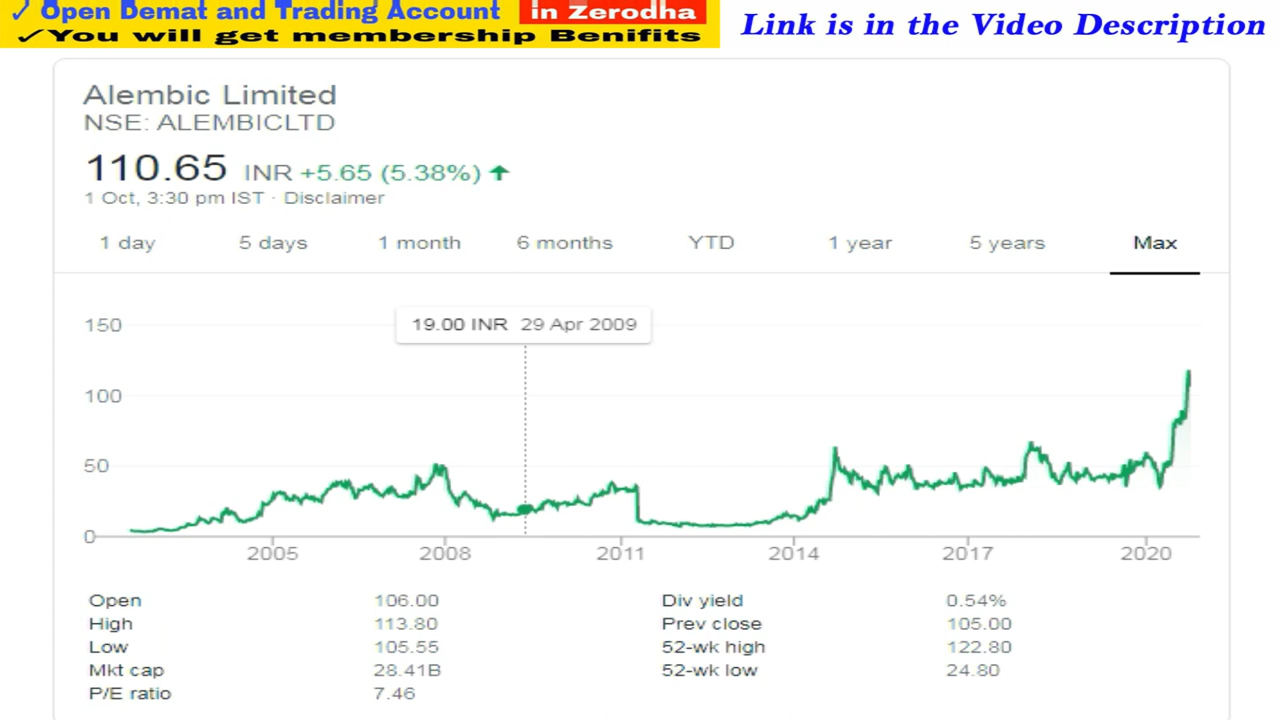 ✓ Open Demat and Trading Account in Zerodha
✓You will get membership Benifits
Link is in the Video Description
Alembic Limited
NSE: ALEMBICLTD
110.65 INR +5.65 (5.38%) ↑
1 Oct, 3:30 pm IST · Disclaimer
1 day 5 days 1 month 6 months YTD 1 year 5 years Max
19.00 INR 29 Apr 2009
150
100
50
0
2005 2008 2011 2014 2017 2020
Open 106.00 Div yield 0.54%
High 113.80 Prev close 105.00
Low 105.55 52-wk high 122.80
Mkt cap 28.41B 52-wk low 24.80
P/E ratio 7.46